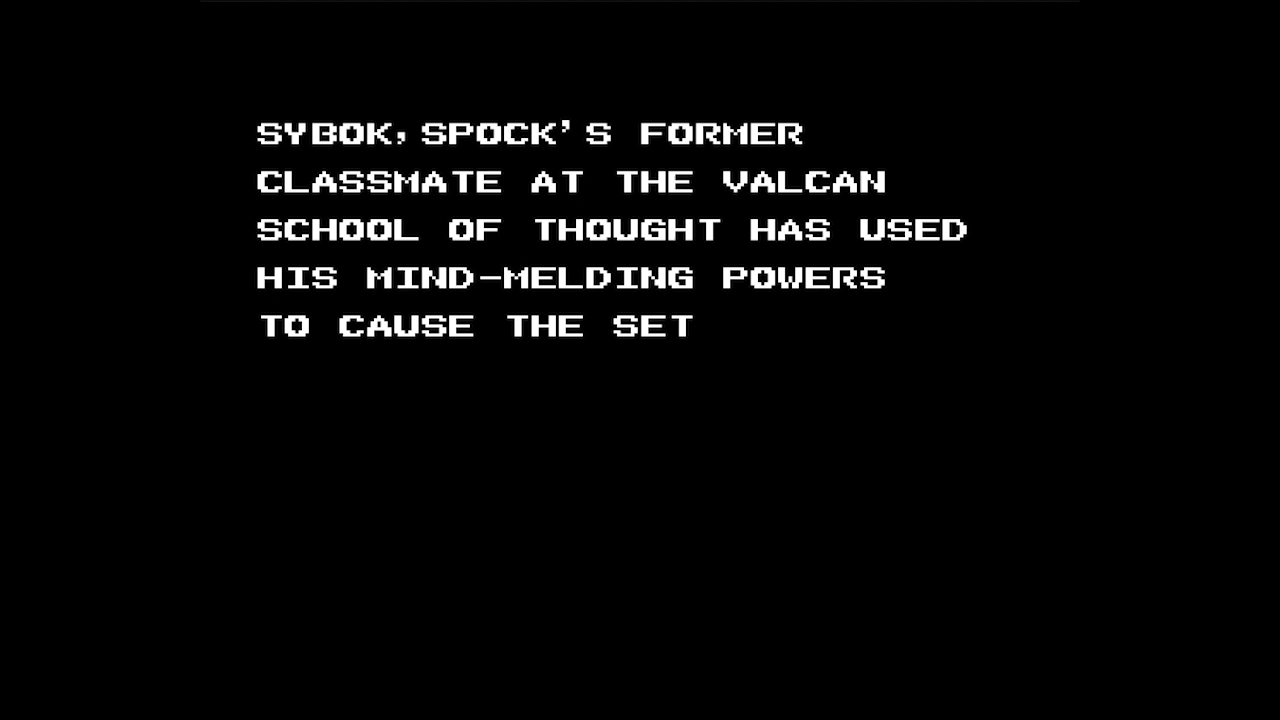 SYBOK, SPOCK'S FORMER
CLASSMATE AT THE VALCAN
SCHOOL OF THOUGHT HAS USED
HIS MIND-MELDING POWERS
TO CAUSE THE SET